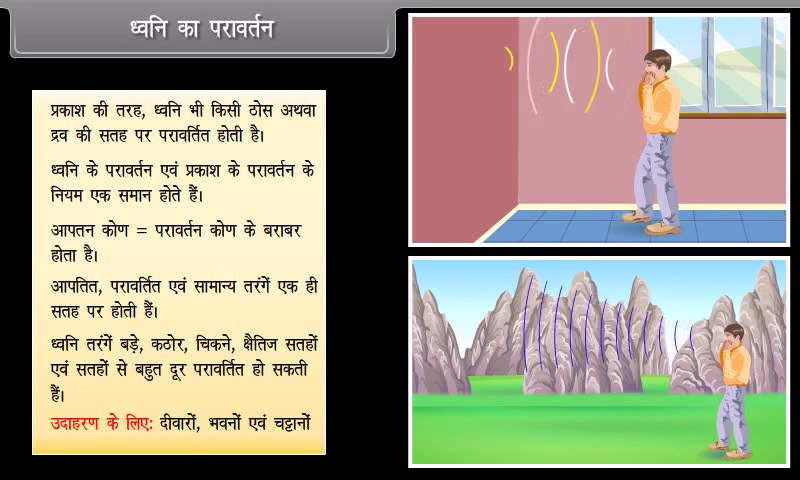 ध्वनि का परावर्तन
प्रकाश की तरह, ध्वनि भी किसी ठोस अथवा
द्रव की सतह पर परावर्तित होती है।
ध्वनि के परावर्तन एवं प्रकाश के परावर्तन के
नियम एक समान होते हैं।
आपतन कोण = परावर्तन कोण के बराबर
होता है।
आपतित, परावर्तित एवं सामान्य तरंगें एक ही
सतह पर होती हैं।
ध्वनि तरंगें बड़े, कठोर, चिकने, क्षैतिज सतहों
एवं सतहों से बहुत दूर परावर्तित हो सकती
हैं।
उदाहरण के लिए: दीवारों, भवनों एवं चट्टानों